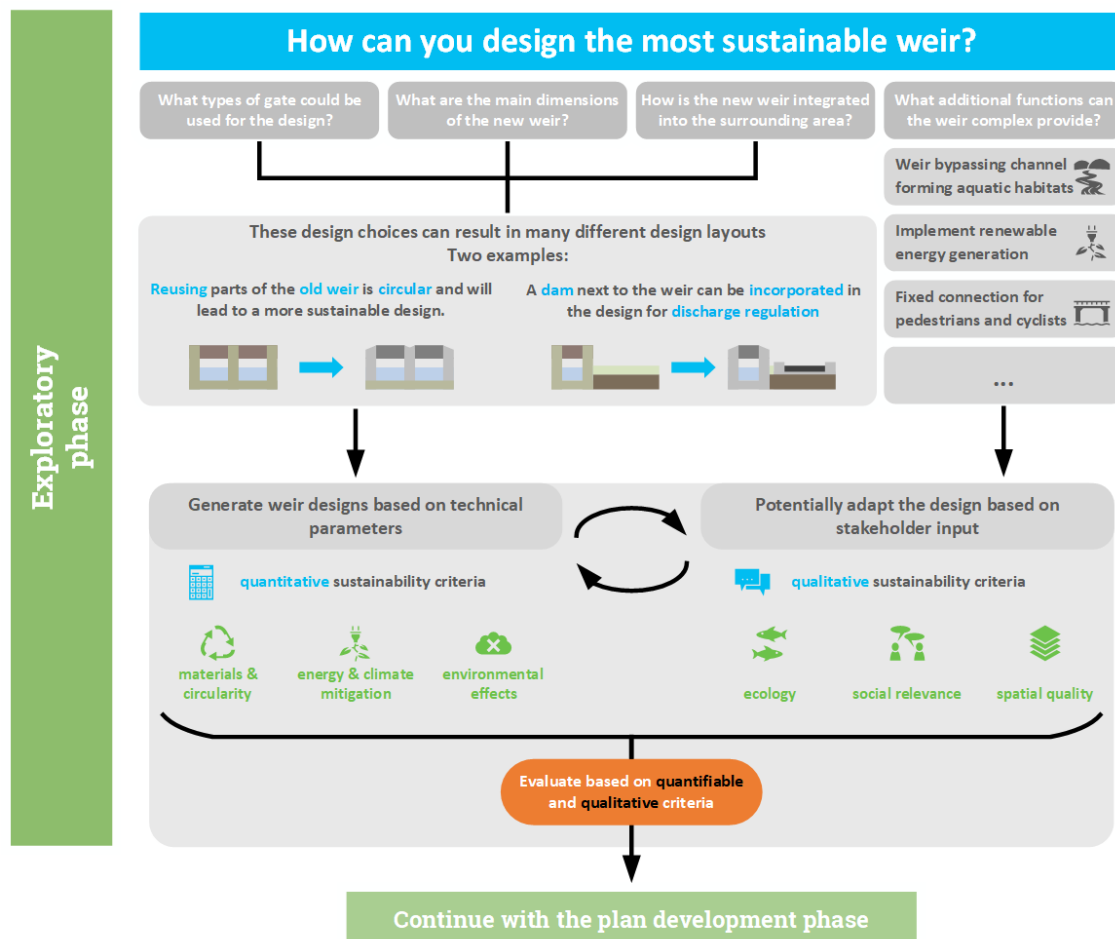 How can you design the most sustainable weir?
What types of gate could be
used for the design?
What are the main dimensions
of the new weir?
How is the new weir integrated
into the surrounding area?
What additional functions can
the weir complex provide?
Weir bypassing channel
forming aquatic habitats
Implement renewable
energy generation
Fixed connection for
pedestrians and cyclists
...
These design choices can result in many different design layouts
Two examples:
Reusing parts of the old weir is circular and will
lead to a more sustainable design.
A dam next to the weir can be incorporated in
the design for discharge regulation
Exploratory
phase
Generate weir designs based on technical
parameters
Potentially adapt the design based on
stakeholder input
quantitative sustainability criteria
qualitative sustainability criteria
materials &
circularity
energy & climate
mitigation
environmental
effects
ecology
social relevance
spatial quality
Evaluate based on quantifiable
and qualitative criteria
Continue with the plan development phase